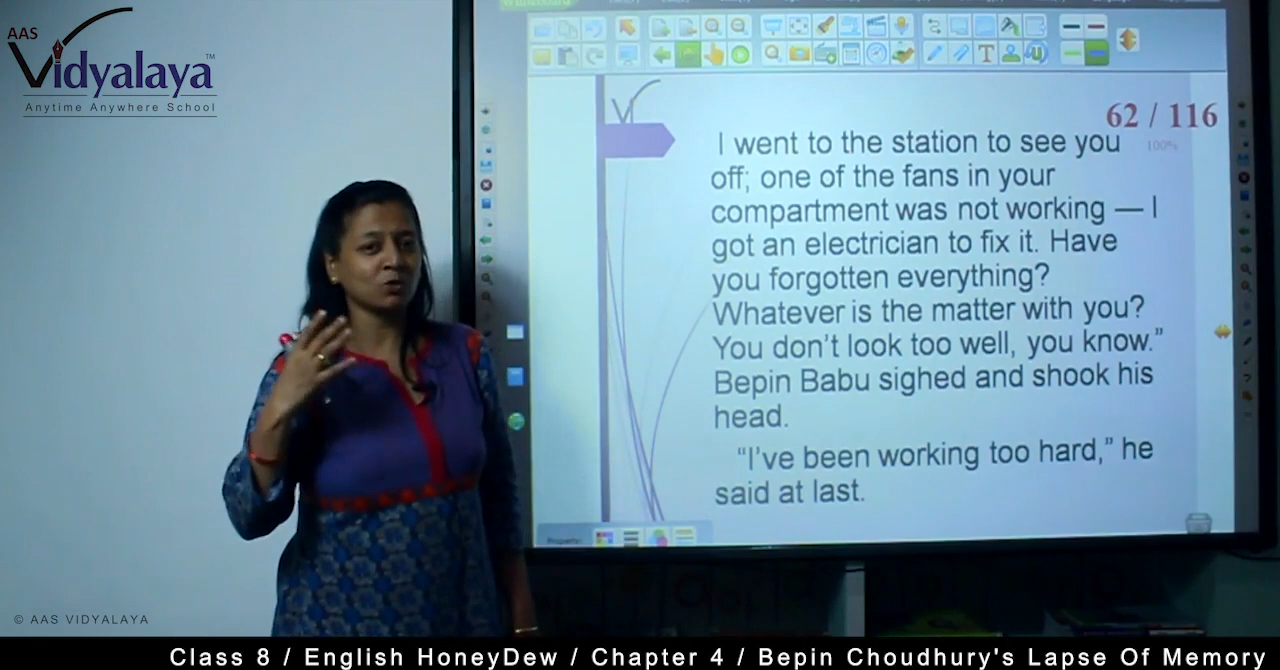 AAS
Vidyalaya™
Anytime Anywhere School
62 / 116
100%
I went to the station to see you
off; one of the fans in your
compartment was not working — I
got an electrician to fix it. Have
you forgotten everything?
Whatever is the matter with you?
You don't look too well, you know.”
Bepin Babu sighed and shook his
head.
“I've been working too hard,” he
said at last.
© AAS VIDYALAYA
Class 8 / English HoneyDew / Chapter 4 / Bepin Choudhury's Lapse Of Memory